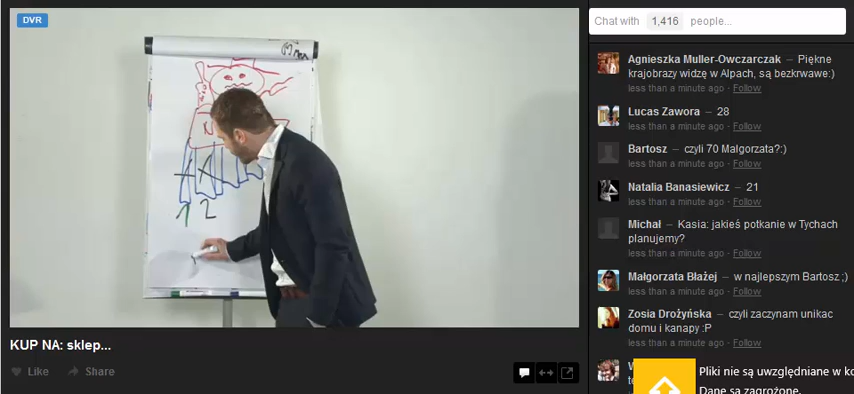 DVR
1 2
KUP NA: sklep...
Like Share
Chat with 1,416 people...
Agnieszka Muller-Owczarczak – Piękne
krajobrazy widzę w Alpach, są bezkrwawe:)
less than a minute ago - Follow
Lucas Zawora – 28
less than a minute ago - Follow
Bartosz – czyli 70 Malgorzata?:)
less than a minute ago - Follow
Natalia Banasiewicz – 21
less than a minute ago - Follow
Michał – Kasia: jakieś potkanie w Tychach
planujemy?
less than a minute ago - Follow
Małgorzata Błażej – w najlepszym Bartosz ;)
less than a minute ago - Follow
Zosia Drożyńska – czyli zaczynam unikac
domu i kanapy :P
less than a minute ago - Follow
Pliki nie są uwzględniane w ko
Dane są zagrożone.